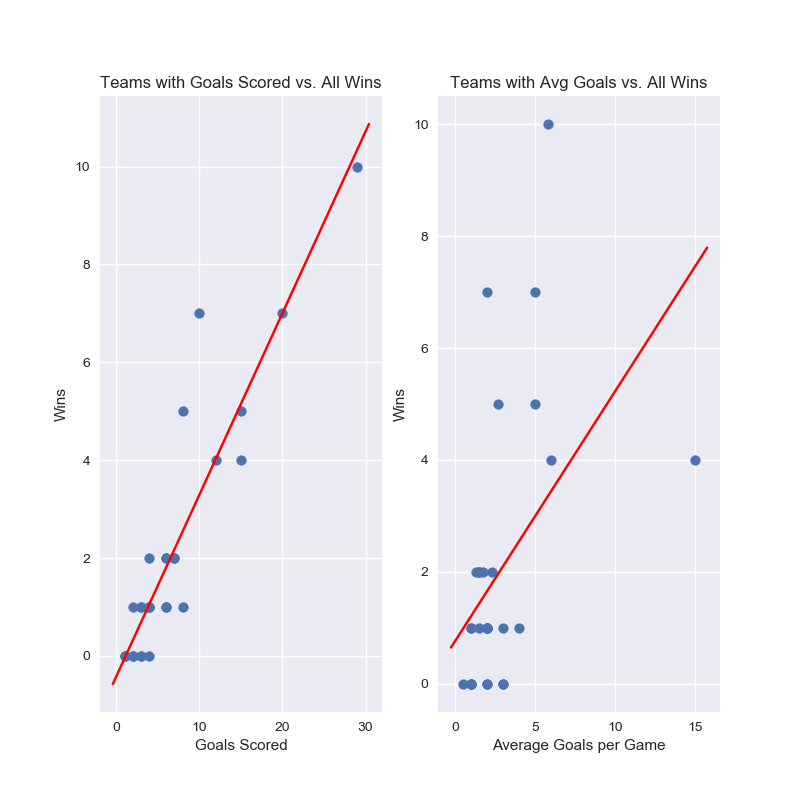 Teams with Goals Scored vs. All Wins
10
8
6
4
2
0
Wins
0 10 20 30
Goals Scored
Teams with Avg Goals vs. All Wins
10
8
6
4
2
0
Wins
0 5 10 15
Average Goals per Game